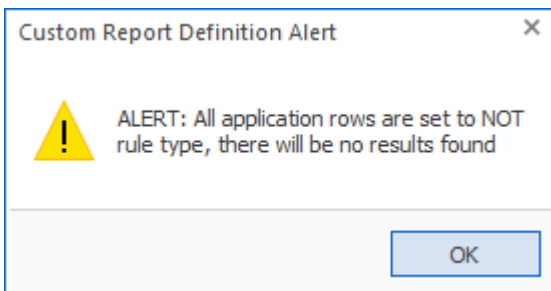 Custom Report Definition Alert
ALERT: All application rows are set to NOT
rule type, there will be no results found
OK